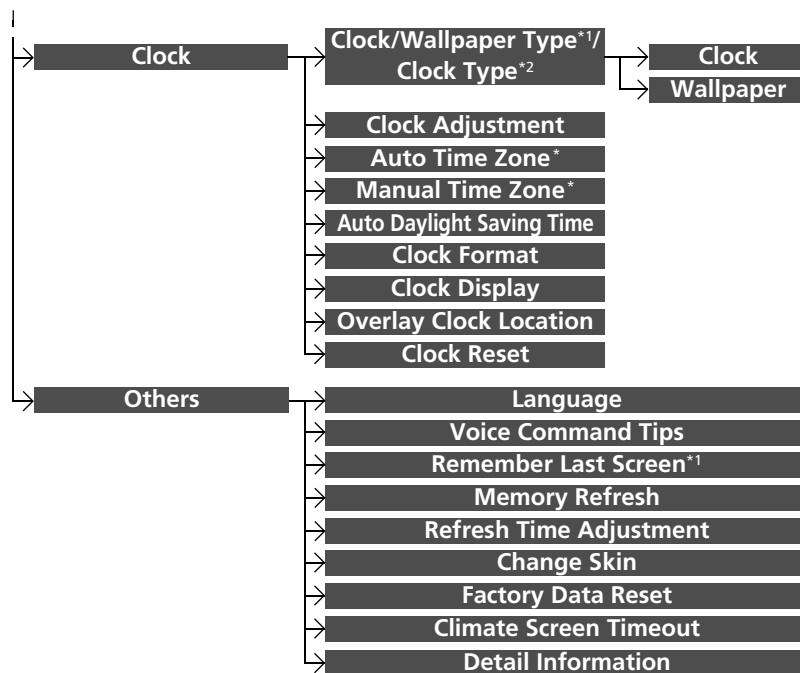 Clock
Clock/Wallpaper Type*1/
Clock Type*2
Clock
Wallpaper
Clock Adjustment
Auto Time Zone*
Manual Time Zone*
Auto Daylight Saving Time
Clock Format
Clock Display
Overlay Clock Location
Clock Reset
Others
Language
Voice Command Tips
Remember Last Screen*1
Memory Refresh
Refresh Time Adjustment
Change Skin
Factory Data Reset
Climate Screen Timeout
Detail Information